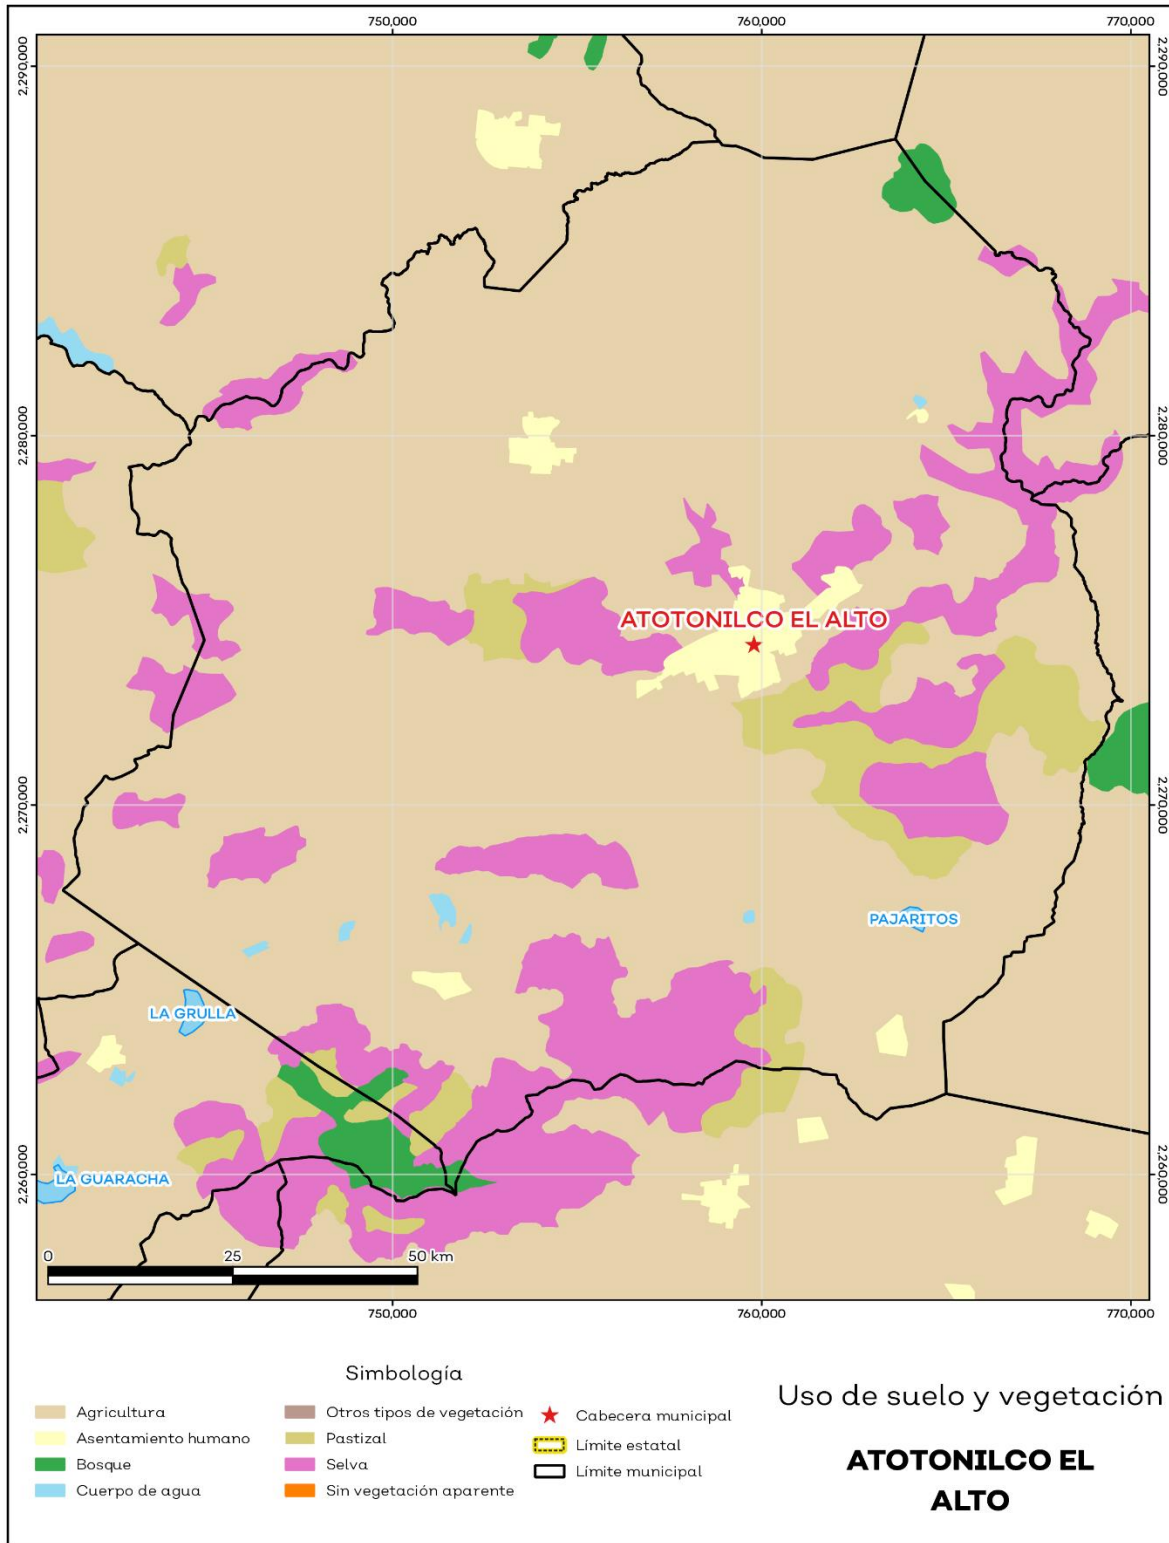 750,000 760,000 770,000
2,290,000 2,290,000
2,280,000 2,280,000
ATOTONILCO EL ALTO
2,270,000 2,270,000
PAJARITOS
LA GRULLA
LA GUARACHA
2,260,000 2,260,000
0 25 50 km
750,000 760,000 770,000
Simbología
Agricultura
Asentamiento humano
Bosque
Cuerpo de agua
Otros tipos de vegetación
Pastizal
Selva
Sin vegetación aparente
Cabecera municipal
Límite estatal
Límite municipal
Uso de suelo y vegetación
ATOTONILCO EL
ALTO